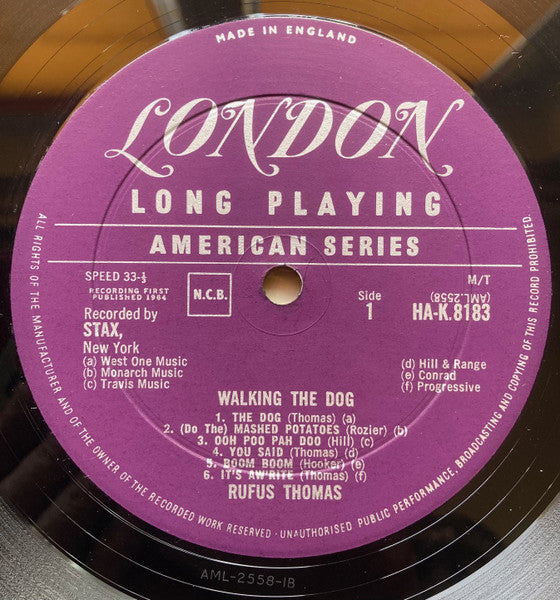 MADE IN ENGLAND
LONDON
LONG PLAYING
AMERICAN SERIES
SPEED 33-⅓
RECORDING FIRST
PUBLISHED 1964
N.C.B.
Recorded by
STAX,
New York
(a) West One Music
(b) Monarch Music
(c) Travis Music
Side
1
M/T
(AML.2558)
HA-K.8183
(d) Hill & Range
(e) Conrad
(f) Progressive
WALKING THE DOG
1. THE DOG (Thomas) (a)
2. (Do The) MASHED POTATOES (Rozier) (b)
3. OOH POO PAH DOO (Hill) (c)
4. YOU SAID (Thomas) (d)
5. BOOM BOOM (Hooker) (e)
6. IT'S AW'RITE (Thomas) (f)
RUFUS THOMAS
ALL RIGHTS OF THE MANUFACTURER AND OF THE OWNER OF THE RECORDED WORK RESERVED · UNAUTHORISED PUBLIC PERFORMANCE, BROADCASTING AND COPYING OF THIS RECORD PROHIBITED.
AML-2558-1B